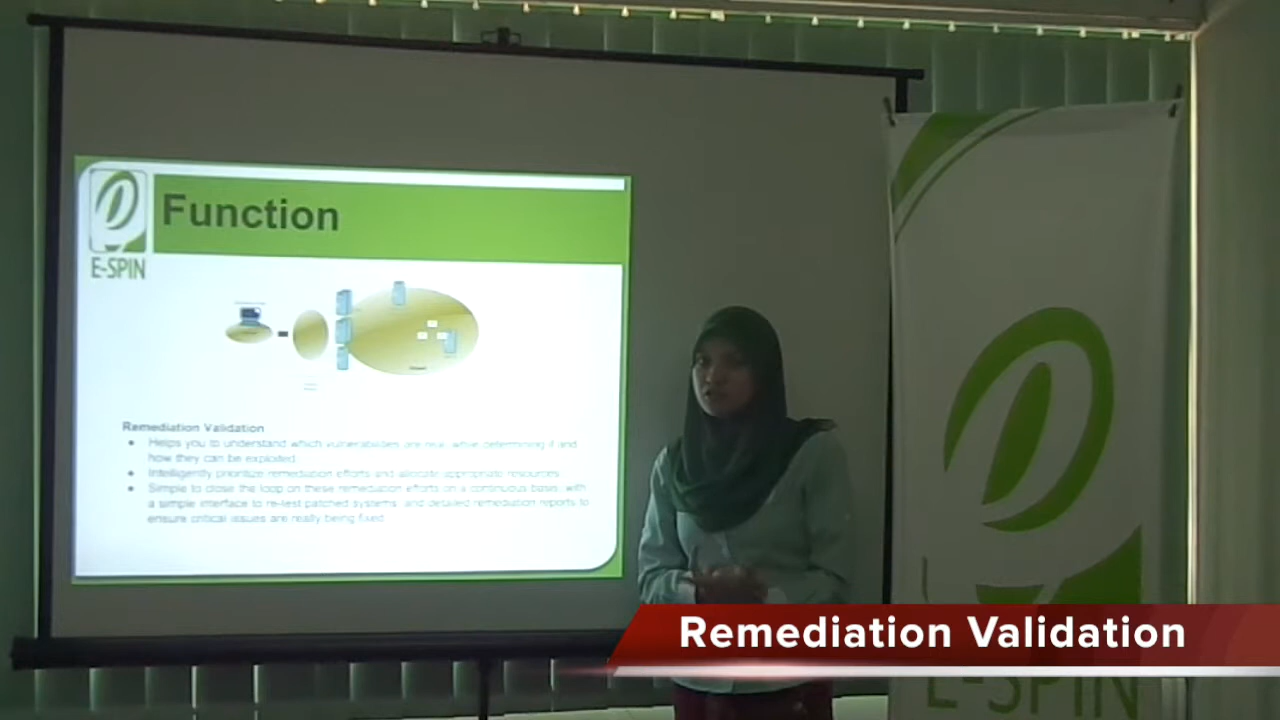 Function
E-SPIN
Remediation Validation
Helps you to understand which vulnerabilities are real, while determining if and
how they can be exploited
Intelligently prioritize remediation efforts and allocate appropriate resources
Simple to close the loop on these remediation efforts on a continuous basis, with
a simple interface to re-test patched systems, and detailed remediation reports to
ensure critical issues are really being fixed
Remediation Validation
E-SPIN